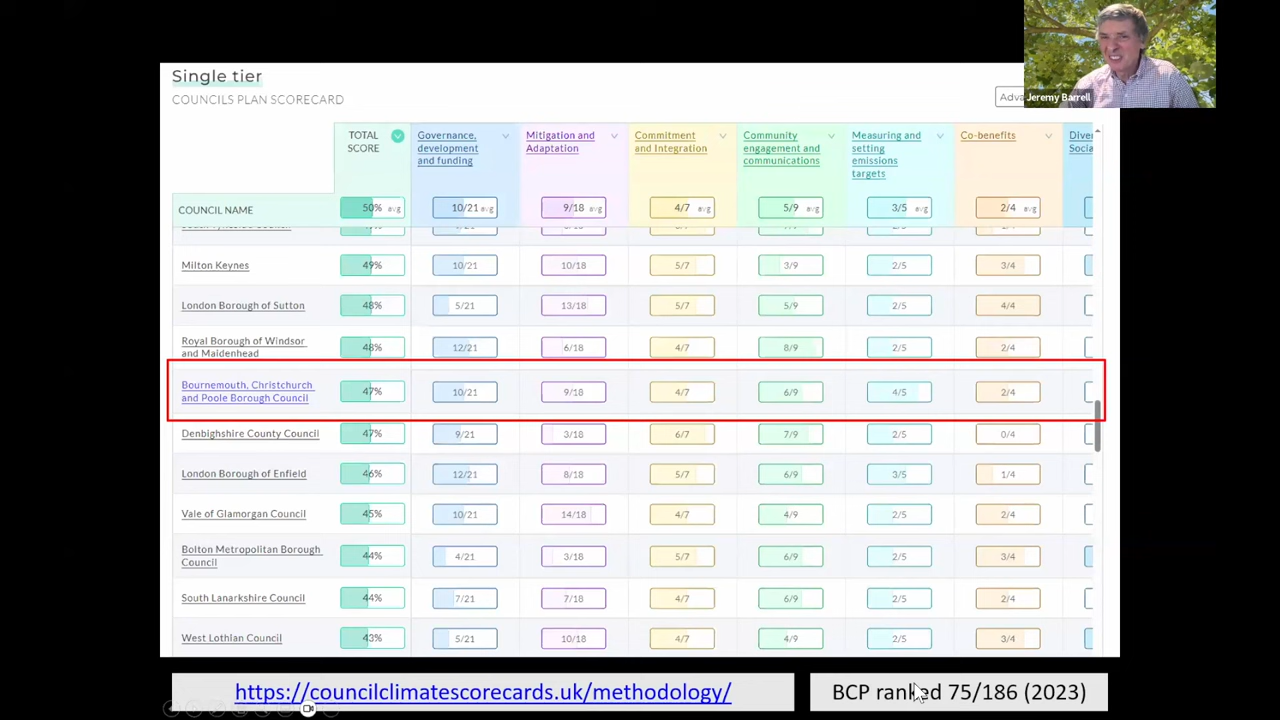 Single tier
COUNCILS PLAN SCORECARD
Jeremy Barrell
TOTAL SCORE
Governance, development and funding
Mitigation and Adaptation
Commitment and Integration
Community engagement and communications
Measuring and setting emissions targets
Co-benefits
COUNCIL NAME 50% avg 10/21 avg 9/18 avg 4/7 avg 5/9 avg 3/5 avg 2/4 avg
Milton Keynes 49% 10/21 10/18 5/7 3/9 2/5 3/4
London Borough of Sutton 48% 5/21 13/18 5/7 5/9 2/5 4/4
Royal Borough of Windsor and Maidenhead 48% 12/21 6/18 4/7 8/9 2/5 2/4
Bournemouth, Christchurch and Poole Borough Council 47% 10/21 9/18 4/7 6/9 4/5 2/4
Denbighshire County Council 47% 9/21 3/18 6/7 7/9 2/5 0/4
London Borough of Enfield 46% 12/21 8/18 5/7 6/9 3/5 1/4
Vale of Glamorgan Council 45% 10/21 14/18 4/7 4/9 2/5 2/4
Bolton Metropolitan Borough Council 44% 4/21 3/18 5/7 6/9 2/5 3/4
South Lanarkshire Council 44% 7/21 7/18 4/7 6/9 2/5 2/4
West Lothian Council 43% 5/21 10/18 4/7 4/9 2/5 3/4
https://councilclimatescorecards.uk/methodology/
BCP ranked 75/186 (2023)